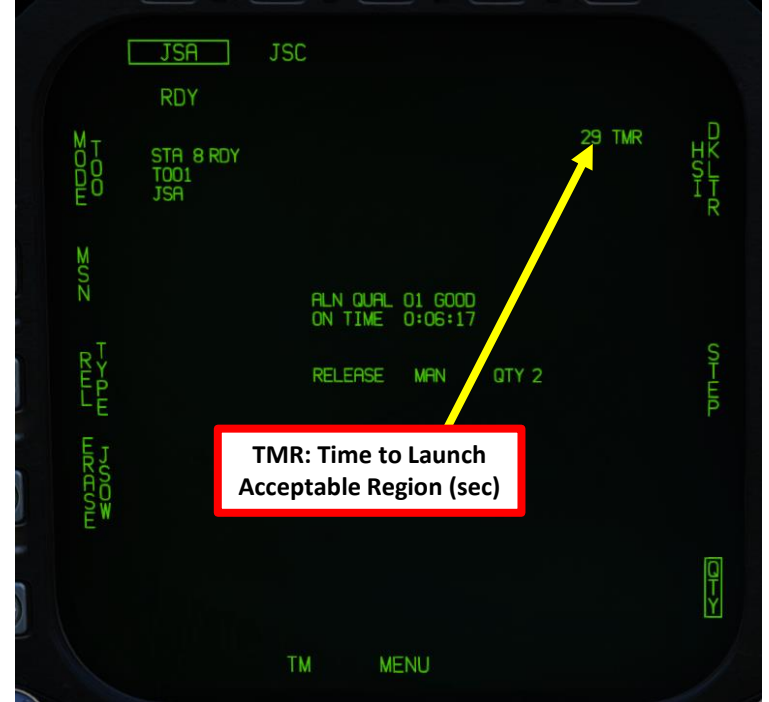 JSA JSC
RDY
29 TMR
STA 8 RDY
T001
JSA
MODE
TOO
HSI
DKLTR
MSN
ALN QUAL 01 GOOD
ON TIME 0:06:17
REL
TYPE
RELEASE MAN QTY 2
STEP
TMR: Time to Launch
Acceptable Region (sec)
ERASE
JSOW
QTY
TM MENU